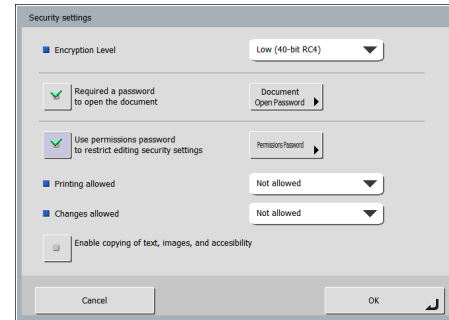 Security settings
Encryption Level
Low (40-bit RC4)
Required a password
to open the document
Document
Open Password
Use permissions password
to restrict editing security settings
Permissions Password
Printing allowed
Not allowed
Changes allowed
Not allowed
Enable copying of text, images, and accesibility
Cancel
OK